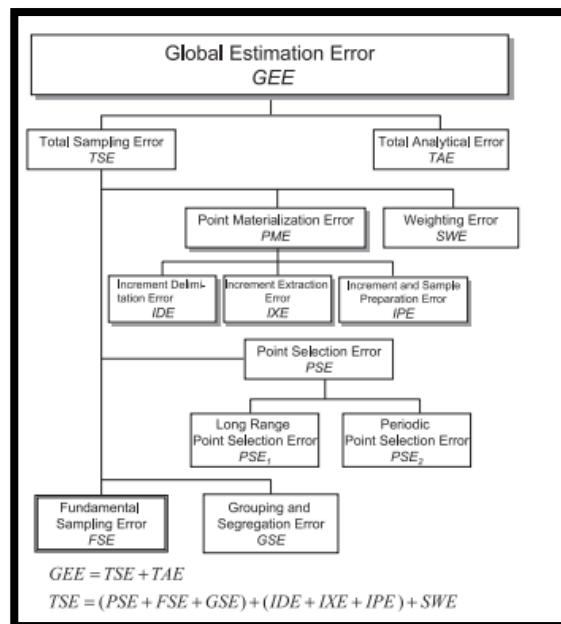 Global Estimation Error
GEE
Total Sampling Error
TSE
Total Analytical Error
TAE
Point Materialization Error
PME
Weighting Error
SWE
Increment Delimi-
tation Error
IDE
Increment Extraction
Error
IXE
Increment and Sample
Preparation Error
IPE
Point Selection Error
PSE
Long Range
Point Selection Error
PSE₁
Periodic
Point Selection Error
PSE₂
Fundamental
Sampling Error
FSE
Grouping and
Segregation Error
GSE
GEE = TSE + TAE
TSE = (PSE + FSE + GSE) + (IDE + IXE + IPE) + SWE